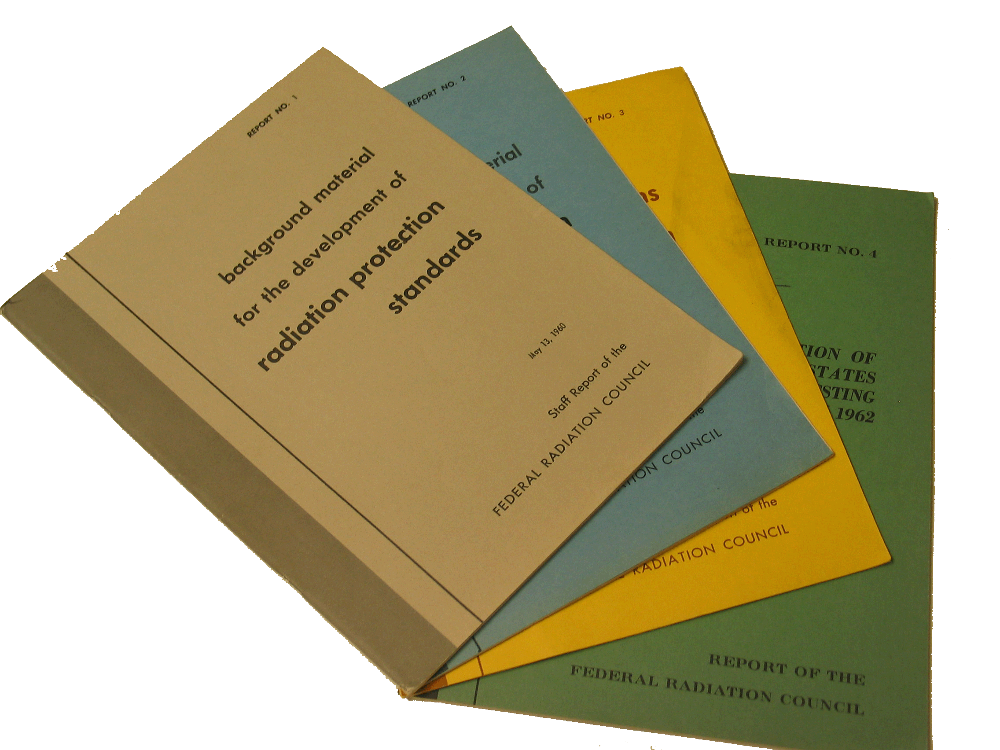 REPORT NO. 1
background material
for the development of
radiation protection
standards
May 13, 1960
Staff Report of the
FEDERAL RADIATION COUNCIL
REPORT NO. 2
erial
of
n
he
ATION COUNCIL
RT NO. 3
ns
n
of the
RADIATION COUNCIL
REPORT NO. 4
TION OF
STATES
STING
1962
REPORT OF THE
FEDERAL RADIATION COUNCIL